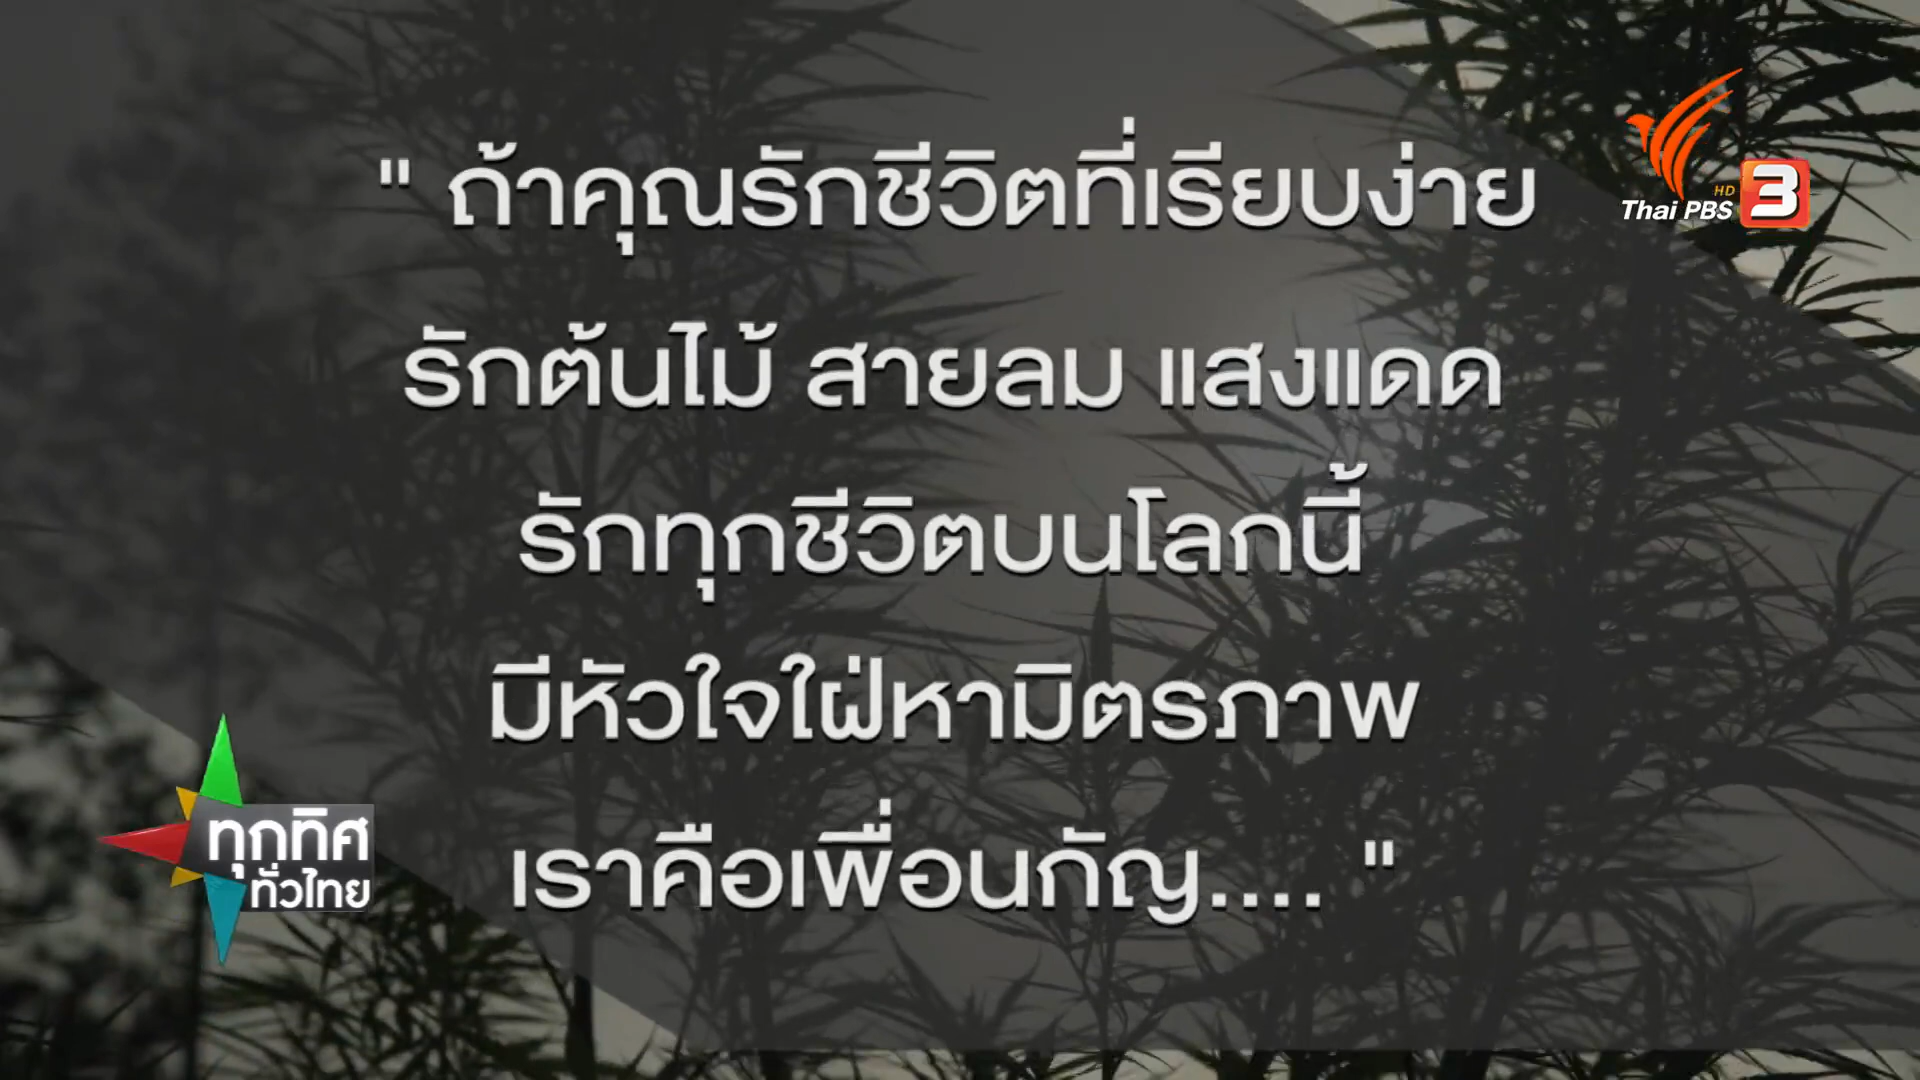 " ถ้าคุณรักชีวิตที่เรียบง่าย
รักต้นไม้ สายลม แสงแดด
รักทุกชีวิตบนโลกนี้
มีหัวใจใฝ่หามิตรภาพ
เราคือเพื่อนกัญ.... "
HD
Thai PBS 3
ทุกทิศ
ทั่วไทย